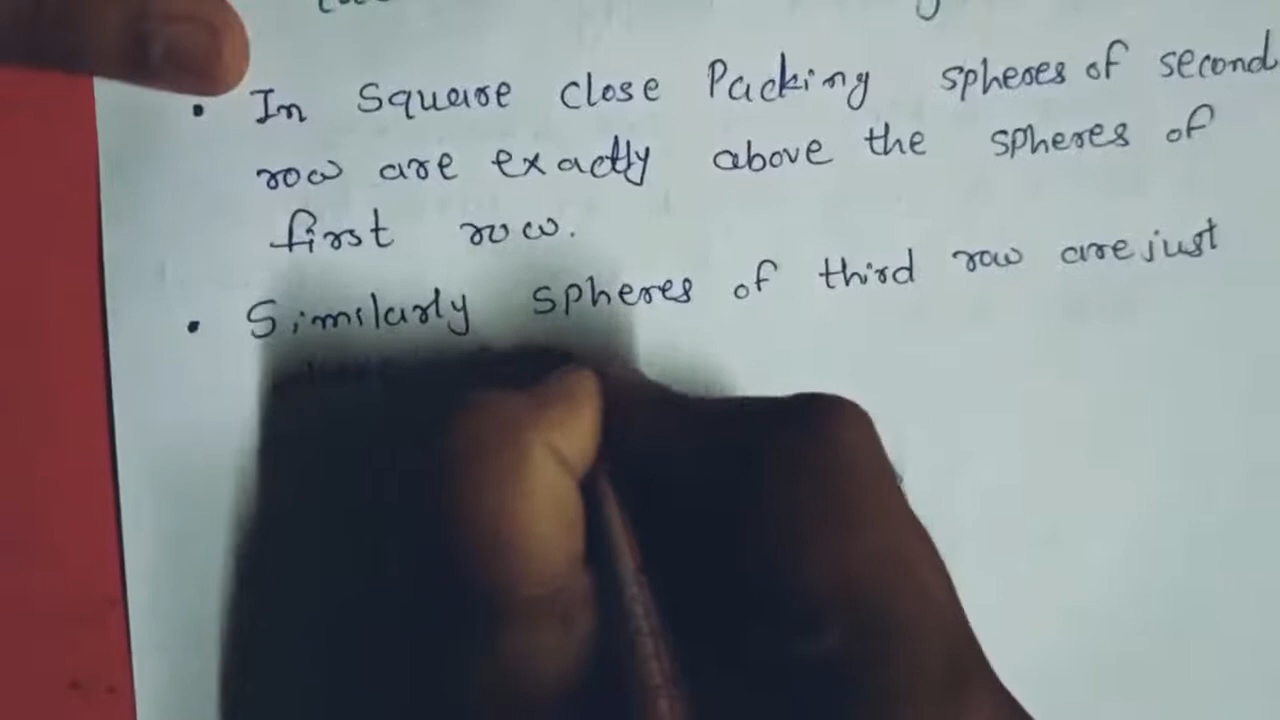 • In Square close Packing spheres of second
row are exactly above the spheres of
first row.
• Similarly spheres of third row are just